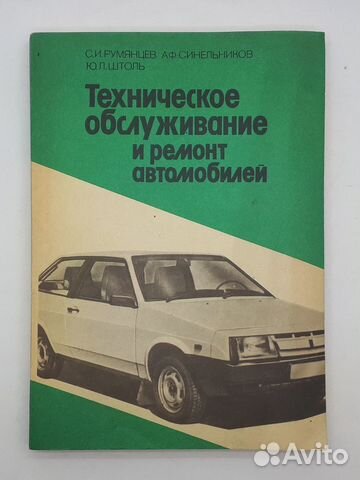 С.И.РУМЯНЦЕВ А.Ф.СИНЕЛЬНИКОВ
Ю.Л.ШТОЛЬ
Техническое
обслуживание
и ремонт
автомобилей
Avito